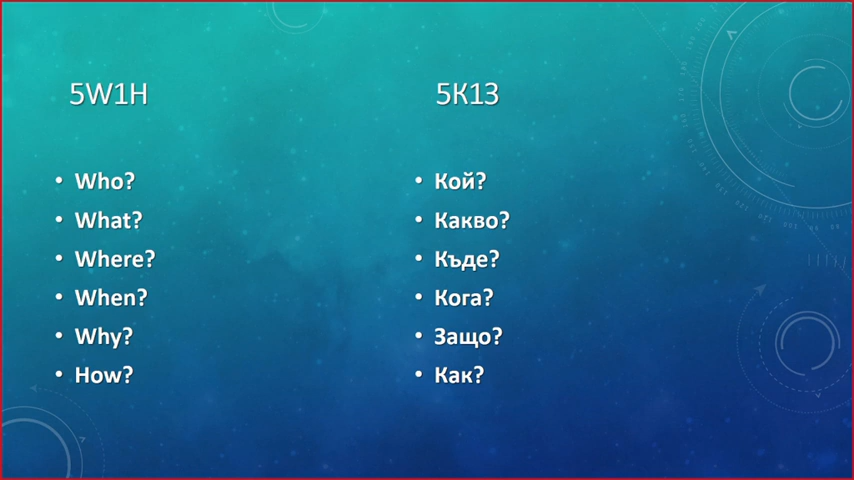 5W1H
Who?
What?
Where?
When?
Why?
How?
5К1З
Кой?
Какво?
Къде?
Кога?
Защо?
Как?